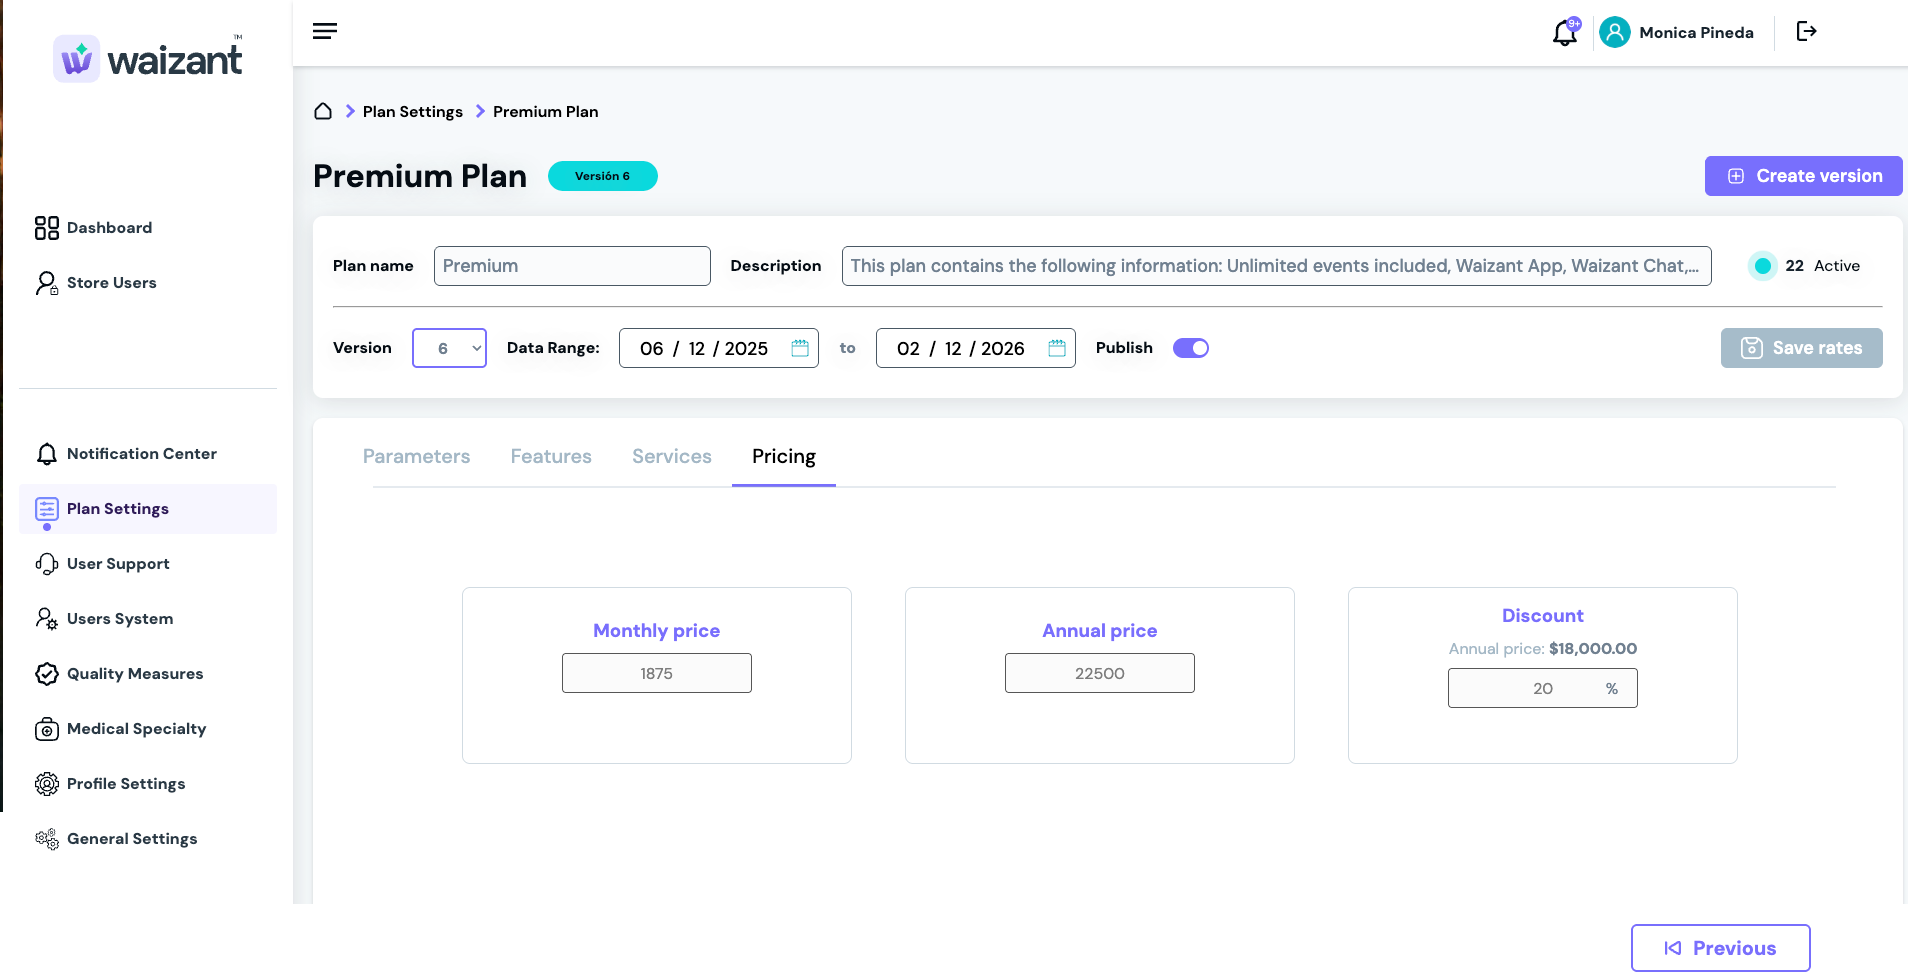 waizant™
Dashboard
Store Users
Notification Center
Plan Settings
User Support
Users System
Quality Measures
Medical Specialty
Profile Settings
General Settings
9+
Monica Pineda
Plan Settings
Premium Plan
Premium Plan
Versión 6
Create version
Plan name
Premium
Description
This plan contains the following information: Unlimited events included, Waizant App, Waizant Chat,...
22 Active
Version
6
Data Range:
06 / 12 / 2025
to
02 / 12 / 2026
Publish
Save rates
Parameters
Features
Services
Pricing
Monthly price
1875
Annual price
22500
Discount
Annual price: $18,000.00
20 %
Previous